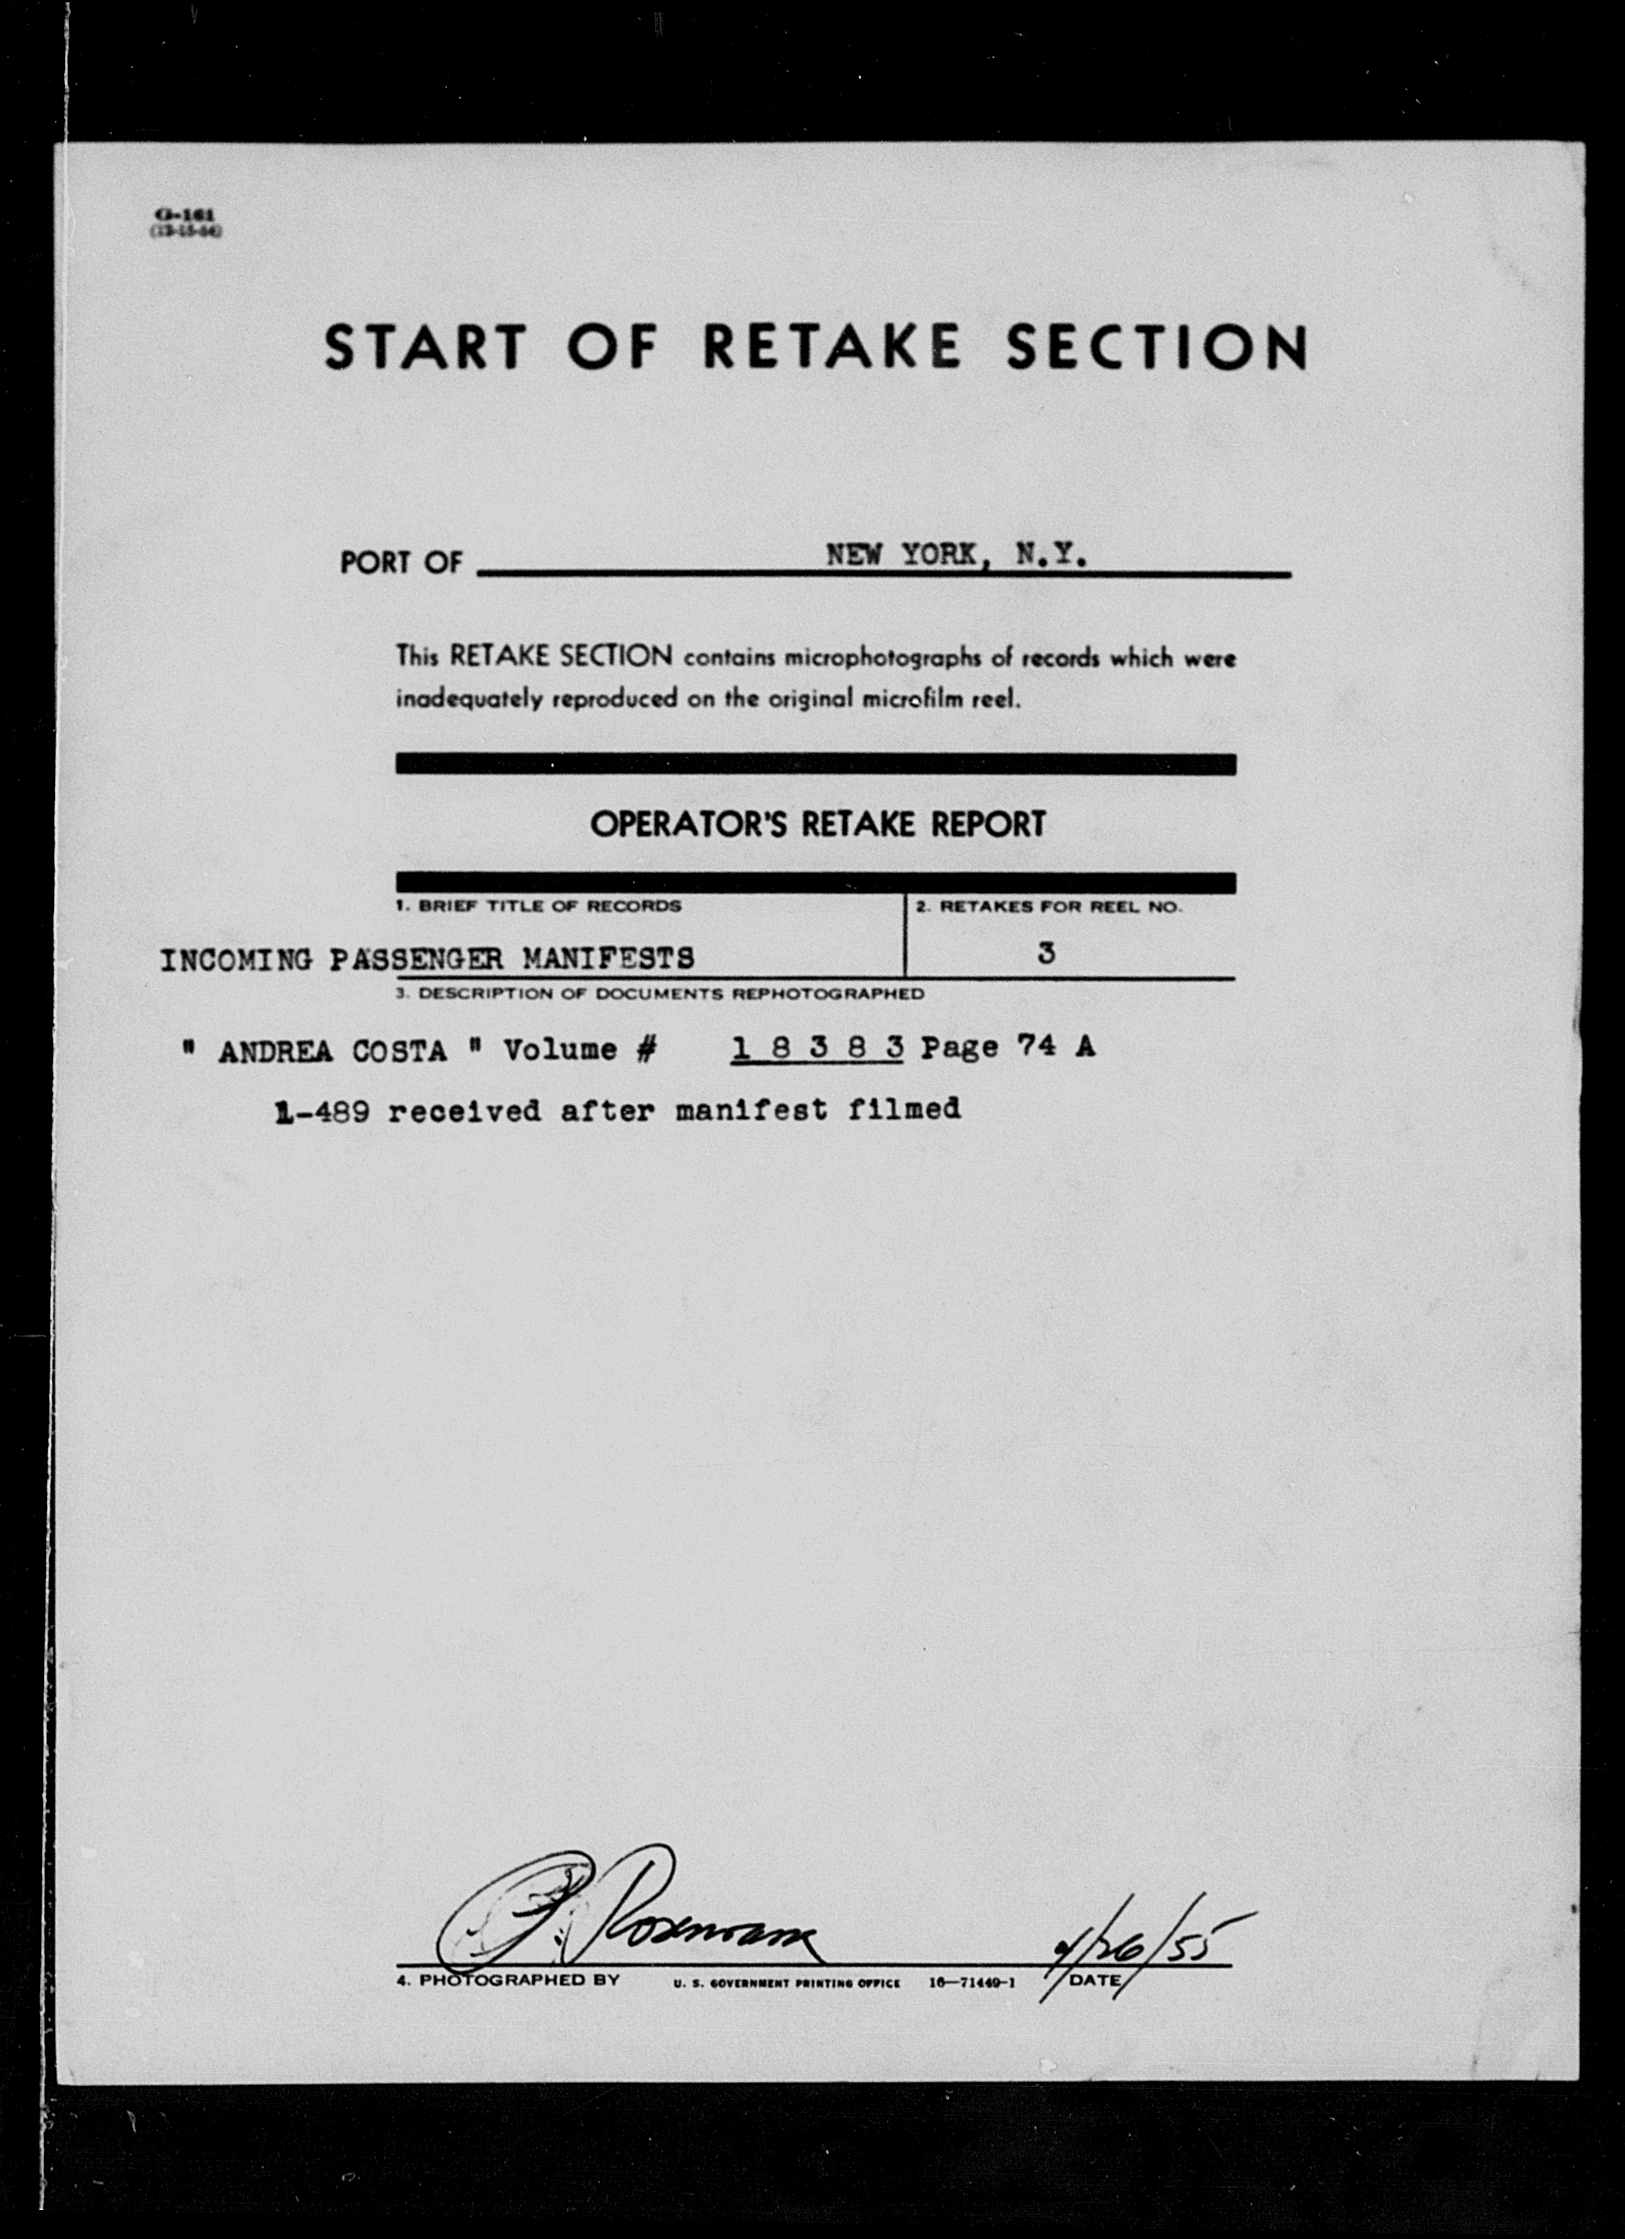 G-161
START OF RETAKE SECTION
PORT OF NEW YORK, N.Y.
This RETAKE SECTION contains microphotographs of records which were
inadequately reproduced on the original microfilm reel.
OPERATOR'S RETAKE REPORT
1. BRIEF TITLE OF RECORDS
2. RETAKES FOR REEL NO.
INCOMING PASSENGER MANIFESTS
3
3. DESCRIPTION OF DOCUMENTS REPHOTOGRAPHED
" ANDREA COSTA " Volume # 1 8 3 8 3 Page 74 A
1-489 received after manifest filmed
4/26/55
4. PHOTOGRAPHED BY U. S. GOVERNMENT PRINTING OFFICE 16—71449-1 DATE